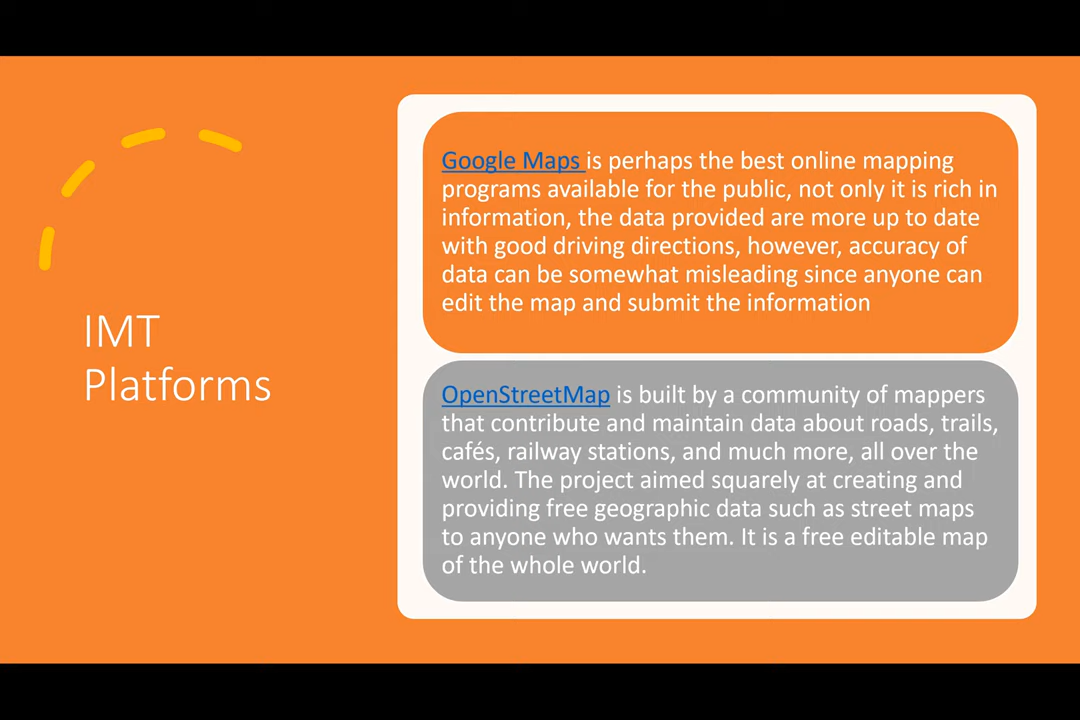 IMT
Platforms
Google Maps is perhaps the best online mapping
programs available for the public, not only it is rich in
information, the data provided are more up to date
with good driving directions, however, accuracy of
data can be somewhat misleading since anyone can
edit the map and submit the information
OpenStreetMap is built by a community of mappers
that contribute and maintain data about roads, trails,
cafés, railway stations, and much more, all over the
world. The project aimed squarely at creating and
providing free geographic data such as street maps
to anyone who wants them. It is a free editable map
of the whole world.